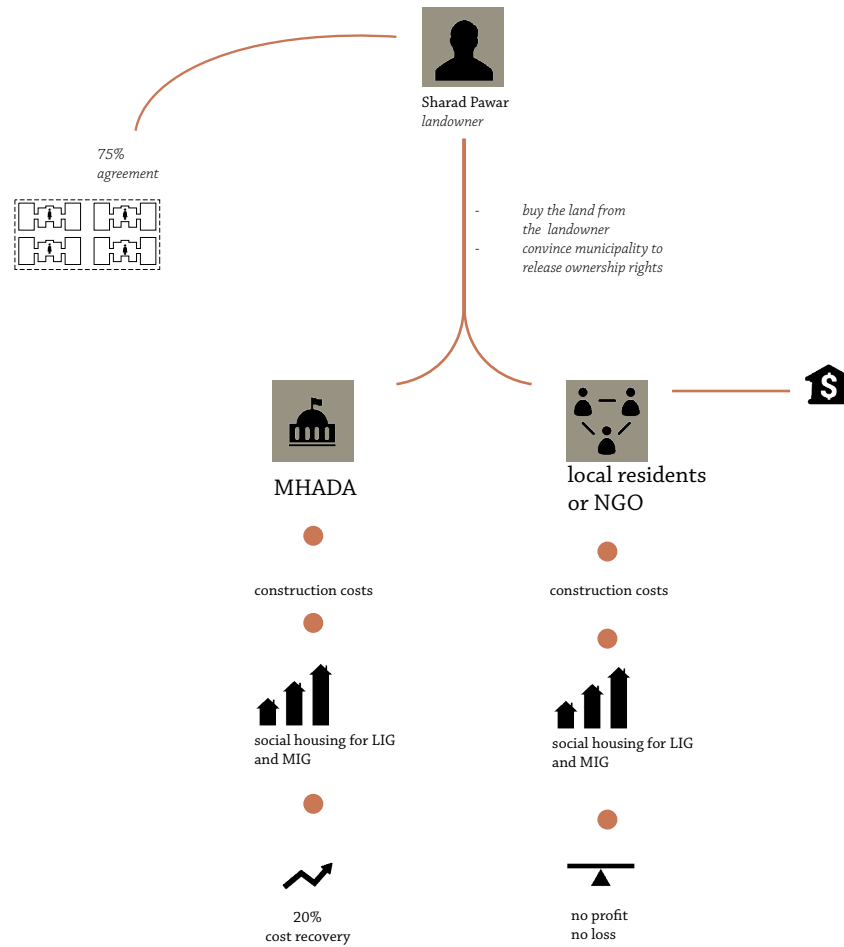 Sharad Pawar
landowner
75%
agreement
- buy the land from
the landowner
- convince municipality to
release ownership rights
$
MHADA
local residents
or NGO
construction costs
construction costs
social housing for LIG
and MIG
social housing for LIG
and MIG
20%
cost recovery
no profit
no loss